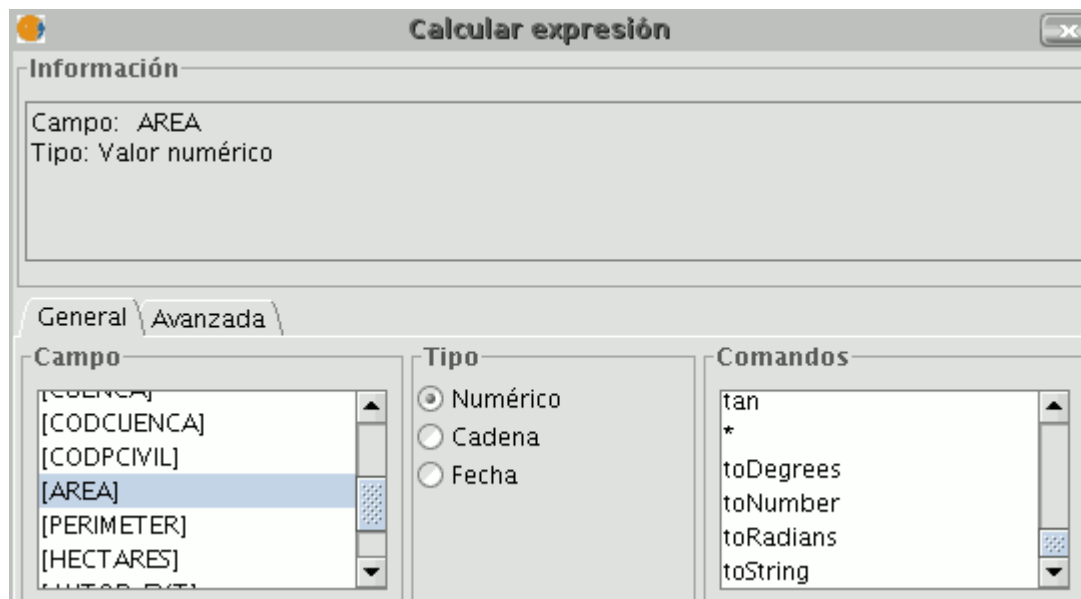 Calcular expresión
Información
Campo: AREA
Tipo: Valor numérico
General
Avanzada
Campo
[CUENCA]
[CODCUENCA]
[CODPCIVIL]
[AREA]
[PERIMETER]
[HECTARES]
Tipo
Numérico
Cadena
Fecha
Comandos
tan
*
toDegrees
toNumber
toRadians
toString